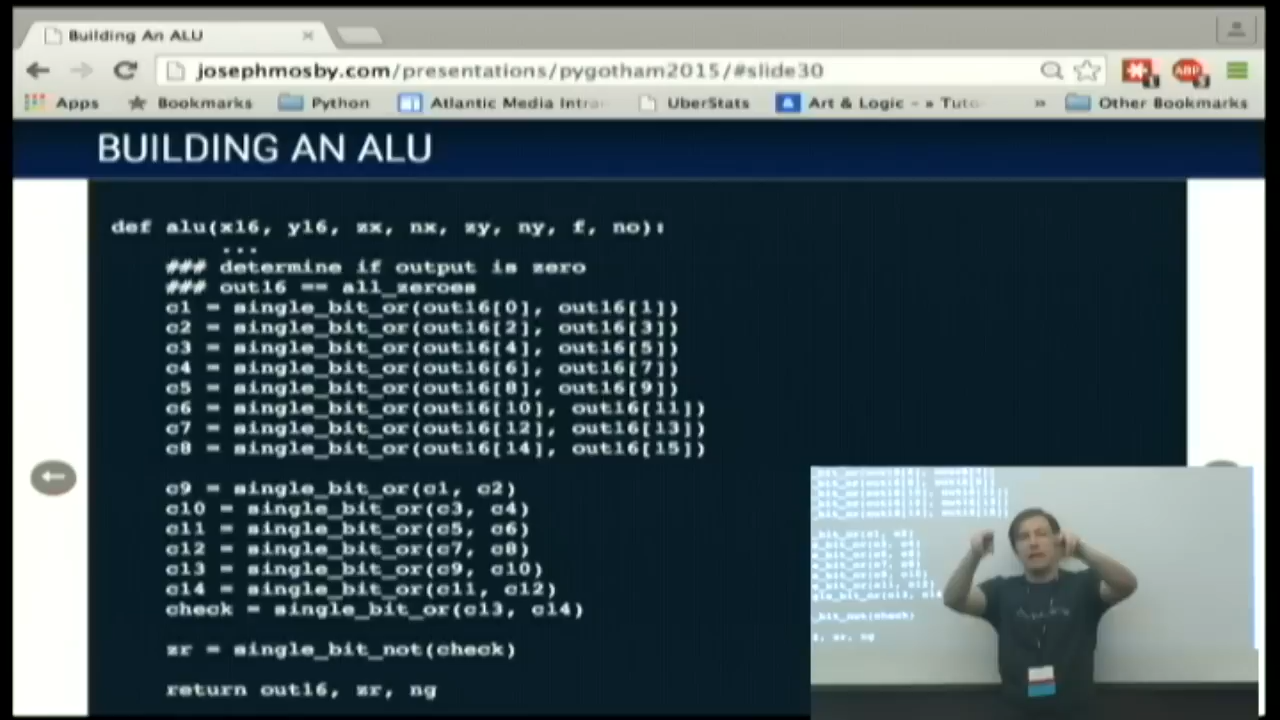 Building An ALU
josephmosby.com/presentations/pygotham2015/#slide30
Apps Bookmarks Python Atlantic Media Intra UberStats Art & Logic - » Tuto » Other Bookmarks
BUILDING AN ALU
def alu(x16, y16, zx, nx, zy, ny, f, no):
...
### determine if output is zero
### out16 == all_zeroes
c1 = single_bit_or(out16[0], out16[1])
c2 = single_bit_or(out16[2], out16[3])
c3 = single_bit_or(out16[4], out16[5])
c4 = single_bit_or(out16[6], out16[7])
c5 = single_bit_or(out16[8], out16[9])
c6 = single_bit_or(out16[10], out16[11])
c7 = single_bit_or(out16[12], out16[13])
c8 = single_bit_or(out16[14], out16[15])
c9 = single_bit_or(c1, c2)
c10 = single_bit_or(c3, c4)
c11 = single_bit_or(c5, c6)
c12 = single_bit_or(c7, c8)
c13 = single_bit_or(c9, c10)
c14 = single_bit_or(c11, c12)
check = single_bit_or(c13, c14)
zr = single_bit_not(check)
return out16, zr, ng